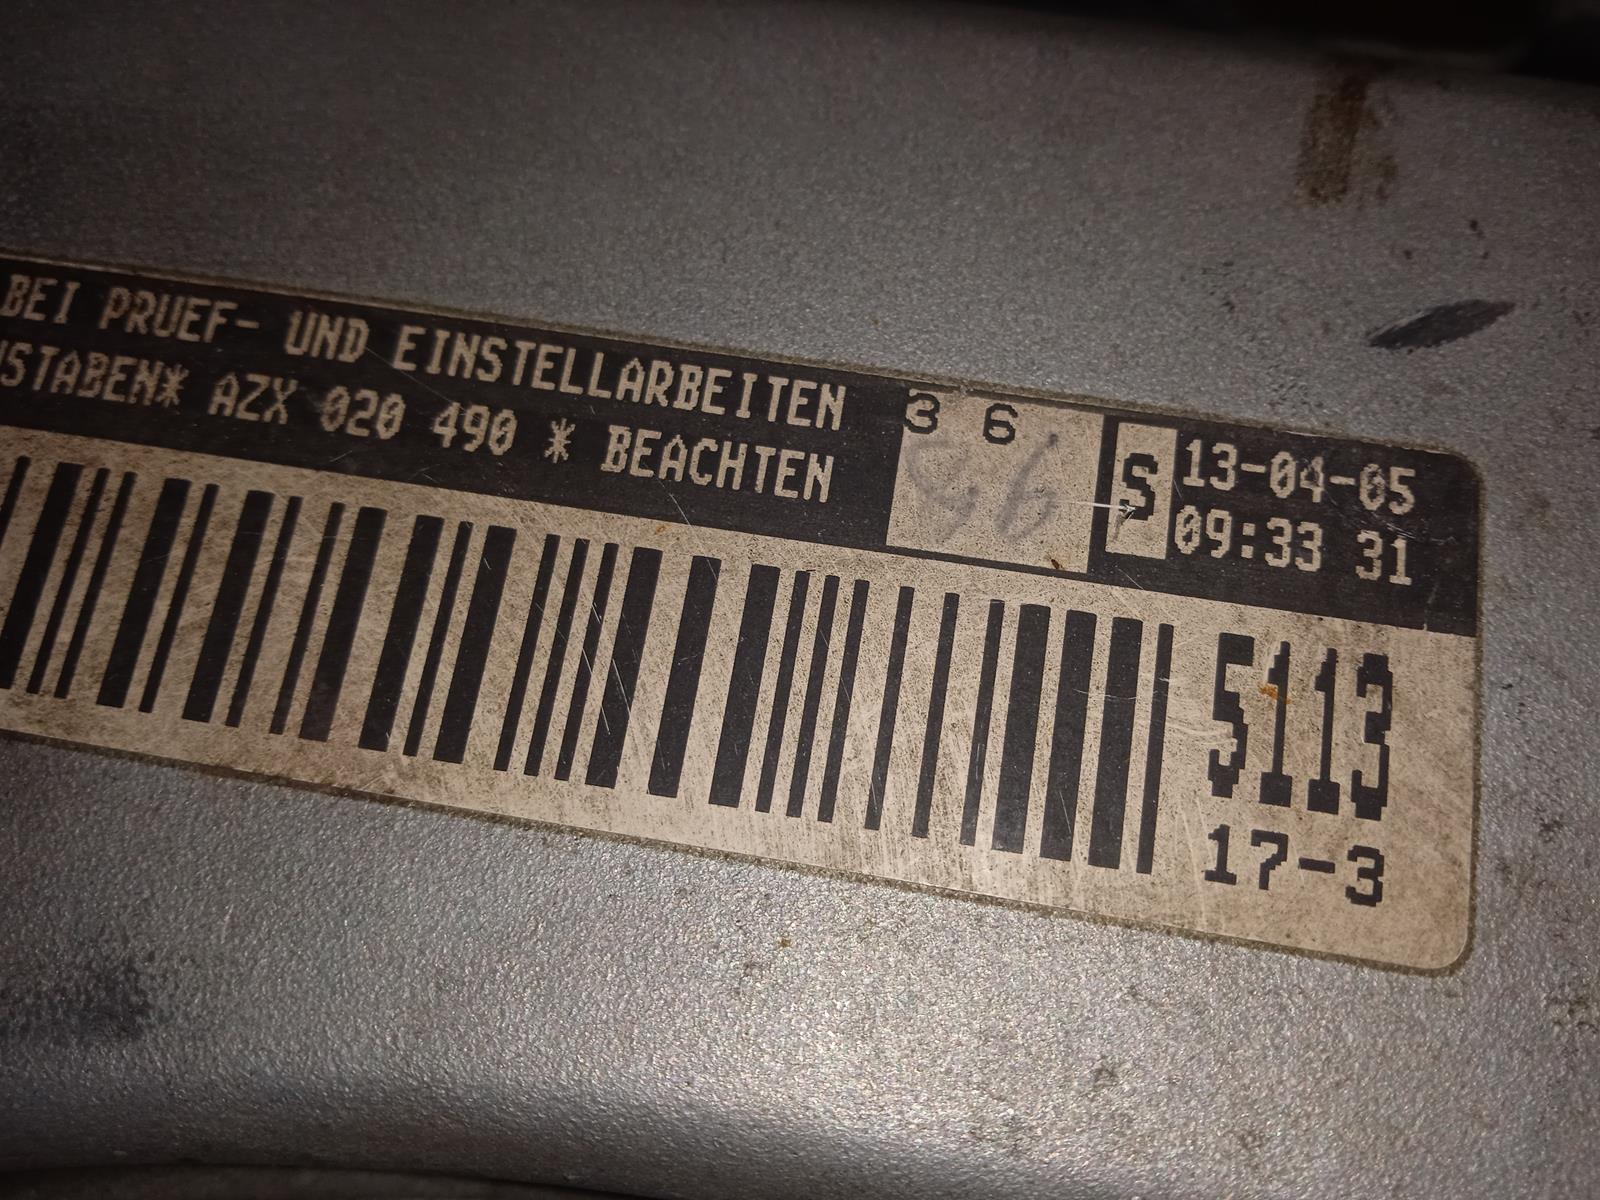 BEI PRUEF- UND EINSTELLARBEITEN
STABEN* AZX 020 490 * BEACHTEN
3 6
S
13-04-05
09:33 31
5113
17-3